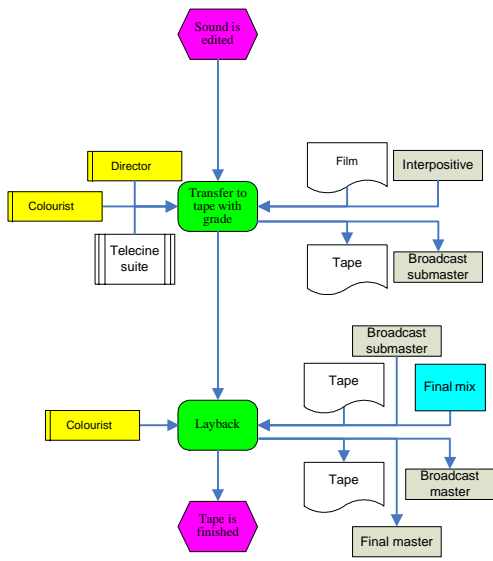 Sound is
edited
Director
Film
Interpositive
Colourist
Transfer to
tape with
grade
Telecine
suite
Tape
Broadcast
submaster
Broadcast
submaster
Tape
Final mix
Colourist
Layback
Tape
Broadcast
master
Tape is
finished
Final master